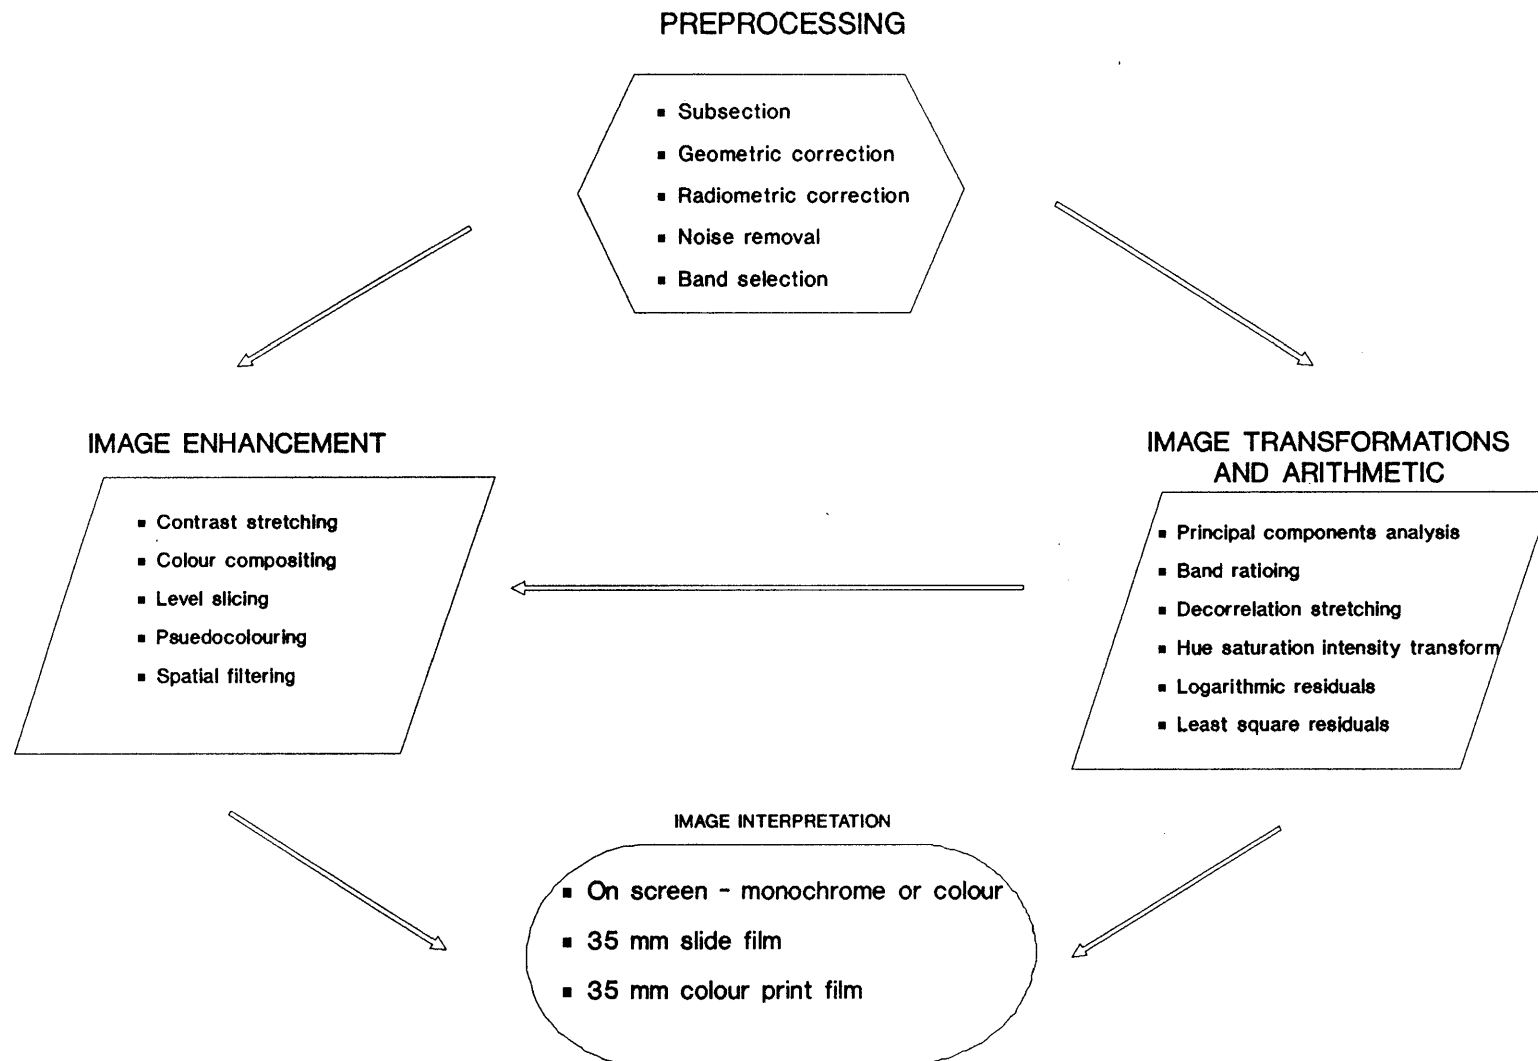 PREPROCESSING
▪ Subsection
▪ Geometric correction
▪ Radiometric correction
▪ Noise removal
▪ Band selection
IMAGE ENHANCEMENT
▪ Contrast stretching
▪ Colour compositing
▪ Level slicing
▪ Psuedocolouring
▪ Spatial filtering
IMAGE TRANSFORMATIONS
AND ARITHMETIC
▪ Principal components analysis
▪ Band ratioing
▪ Decorrelation stretching
▪ Hue saturation intensity transform
▪ Logarithmic residuals
▪ Least square residuals
IMAGE INTERPRETATION
▪ On screen - monochrome or colour
▪ 35 mm slide film
▪ 35 mm colour print film